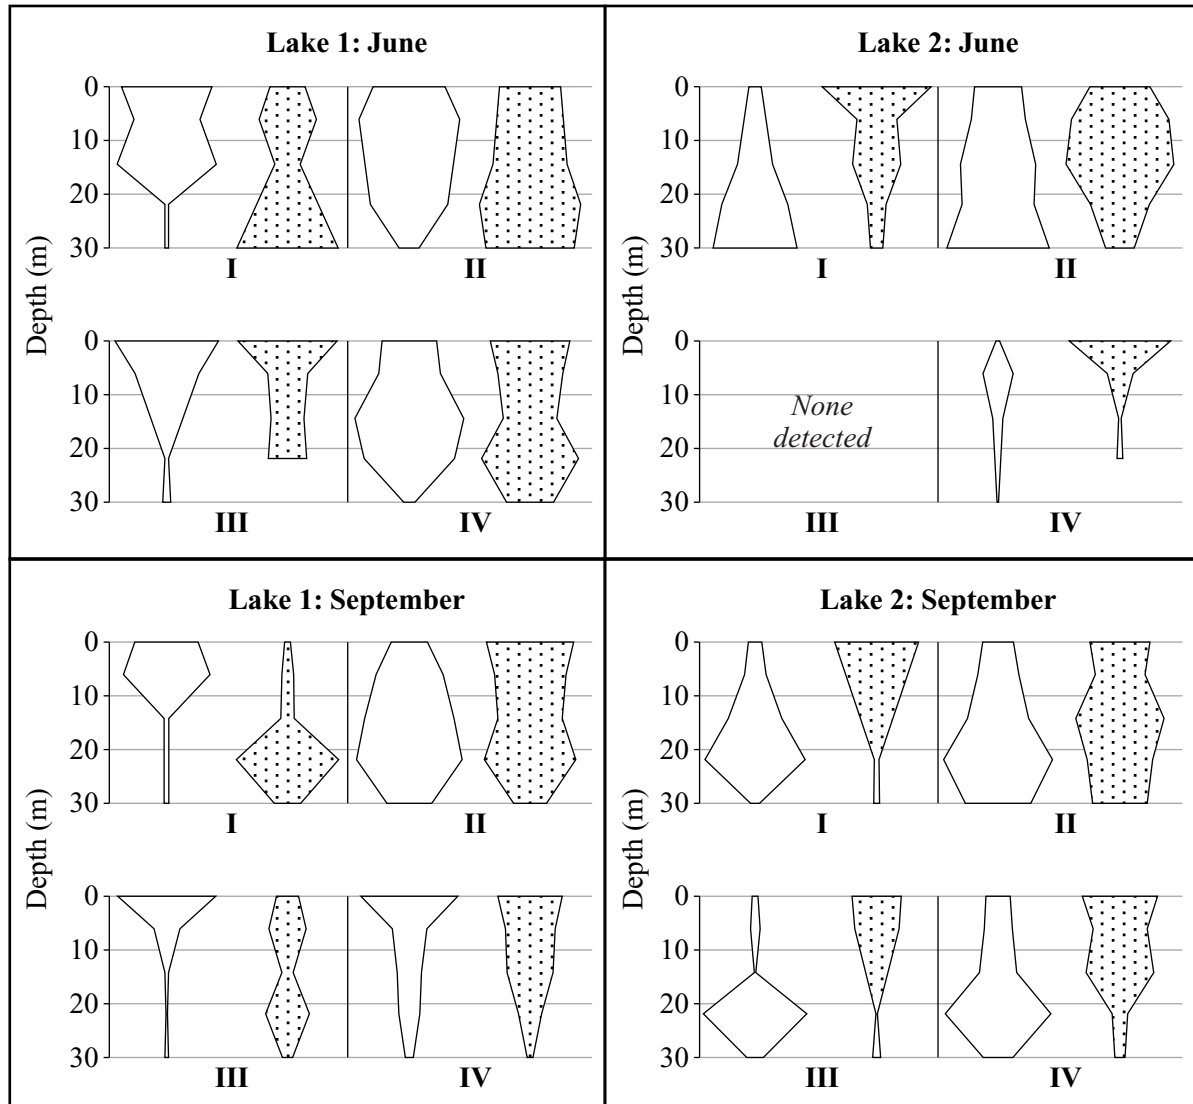 Lake 1: June
0
10
20
30
I
II
Depth (m)
0
10
20
30
III
IV
Lake 2: June
0
10
20
30
I
II
Depth (m)
0
10
20
30
None
detected
III
IV
Lake 1: September
0
10
20
30
I
II
Depth (m)
0
10
20
30
III
IV
Lake 2: September
0
10
20
30
I
II
Depth (m)
0
10
20
30
III
IV